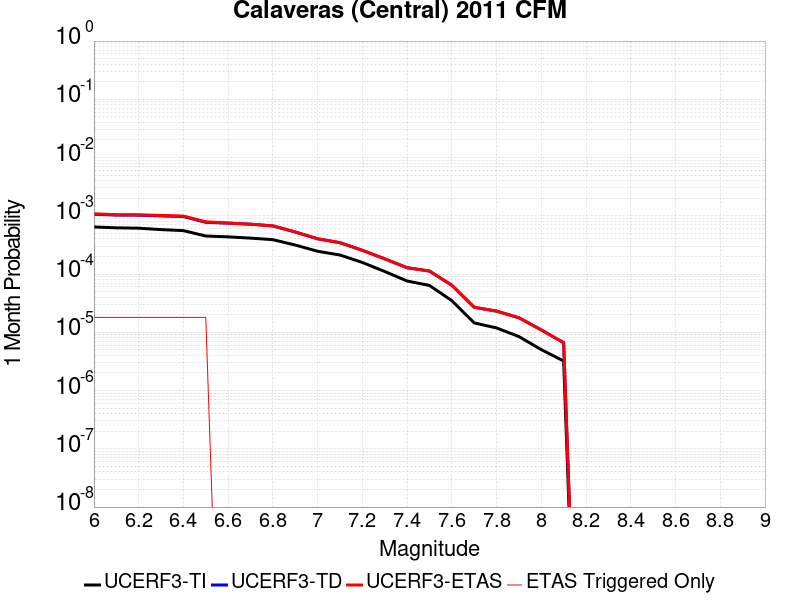 Calaveras (Central) 2011 CFM
1 Month Probability
10^0
10^-1
10^-2
10^-3
10^-4
10^-5
10^-6
10^-7
10^-8
6 6.2 6.4 6.6 6.8 7 7.2 7.4 7.6 7.8 8 8.2 8.4 8.6 8.8 9
Magnitude
UCERF3-TI UCERF3-TD UCERF3-ETAS ETAS Triggered Only